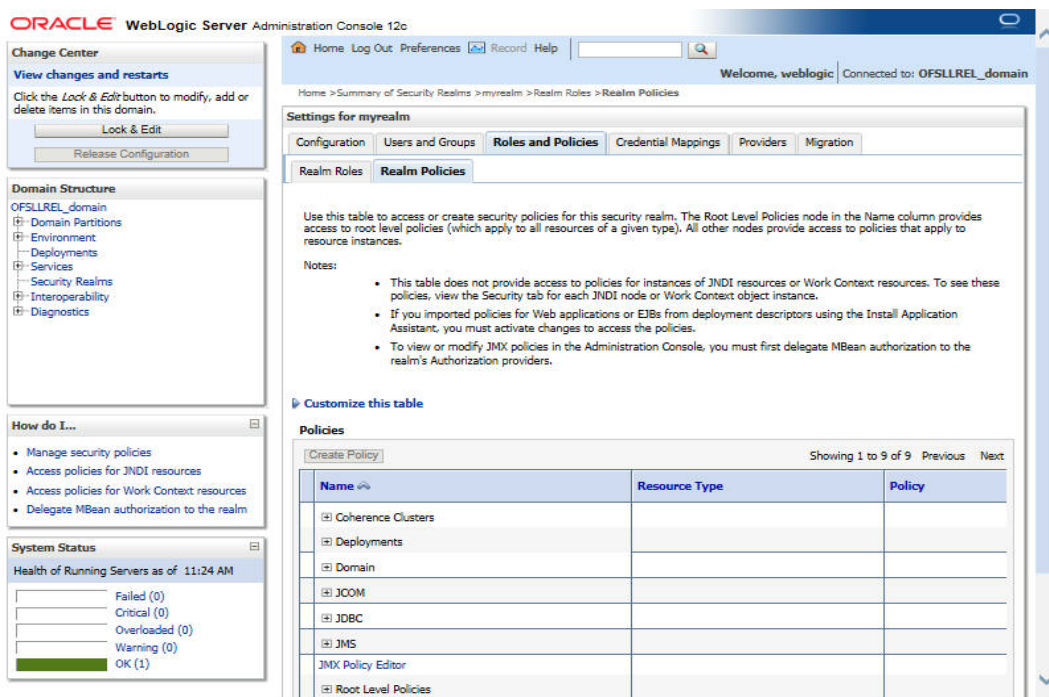 ORACLE WebLogic Server Administration Console 12c
Change Center
View changes and restarts
Click the Lock & Edit button to modify, add or
delete items in this domain.
Lock & Edit
Release Configuration
Domain Structure
OFSLLREL_domain
Domain Partitions
Environment
Deployments
Services
Security Realms
Interoperability
Diagnostics
How do I...
Manage security policies
Access policies for JNDI resources
Access policies for Work Context resources
Delegate MBean authorization to the realm
System Status
Health of Running Servers as of 11:24 AM
Failed (0)
Critical (0)
Overloaded (0)
Warning (0)
OK (1)
Home Log Out Preferences Record Help
Welcome, weblogic Connected to: OFSLLREL_domain
Home >Summary of Security Realms >myrealm >Realm Roles >Realm Policies
Settings for myrealm
Configuration Users and Groups Roles and Policies Credential Mappings Providers Migration
Realm Roles Realm Policies
Use this table to access or create security policies for this security realm. The Root Level Policies node in the Name column provides
access to root level policies (which apply to all resources of a given type). All other nodes provide access to policies that apply to
resource instances.
Notes:
• This table does not provide access to policies for instances of JNDI resources or Work Context resources. To see these
policies, view the Security tab for each JNDI node or Work Context object instance.
• If you imported policies for Web applications or EJBs from deployment descriptors using the Install Application
Assistant, you must activate changes to access the policies.
• To view or modify JMX policies in the Administration Console, you must first delegate MBean authorization to the
realm's Authorization providers.
Customize this table
Policies
Create Policy Showing 1 to 9 of 9 Previous Next
Name Resource Type Policy
Coherence Clusters
Deployments
Domain
JCOM
JDBC
JMS
JMX Policy Editor
Root Level Policies